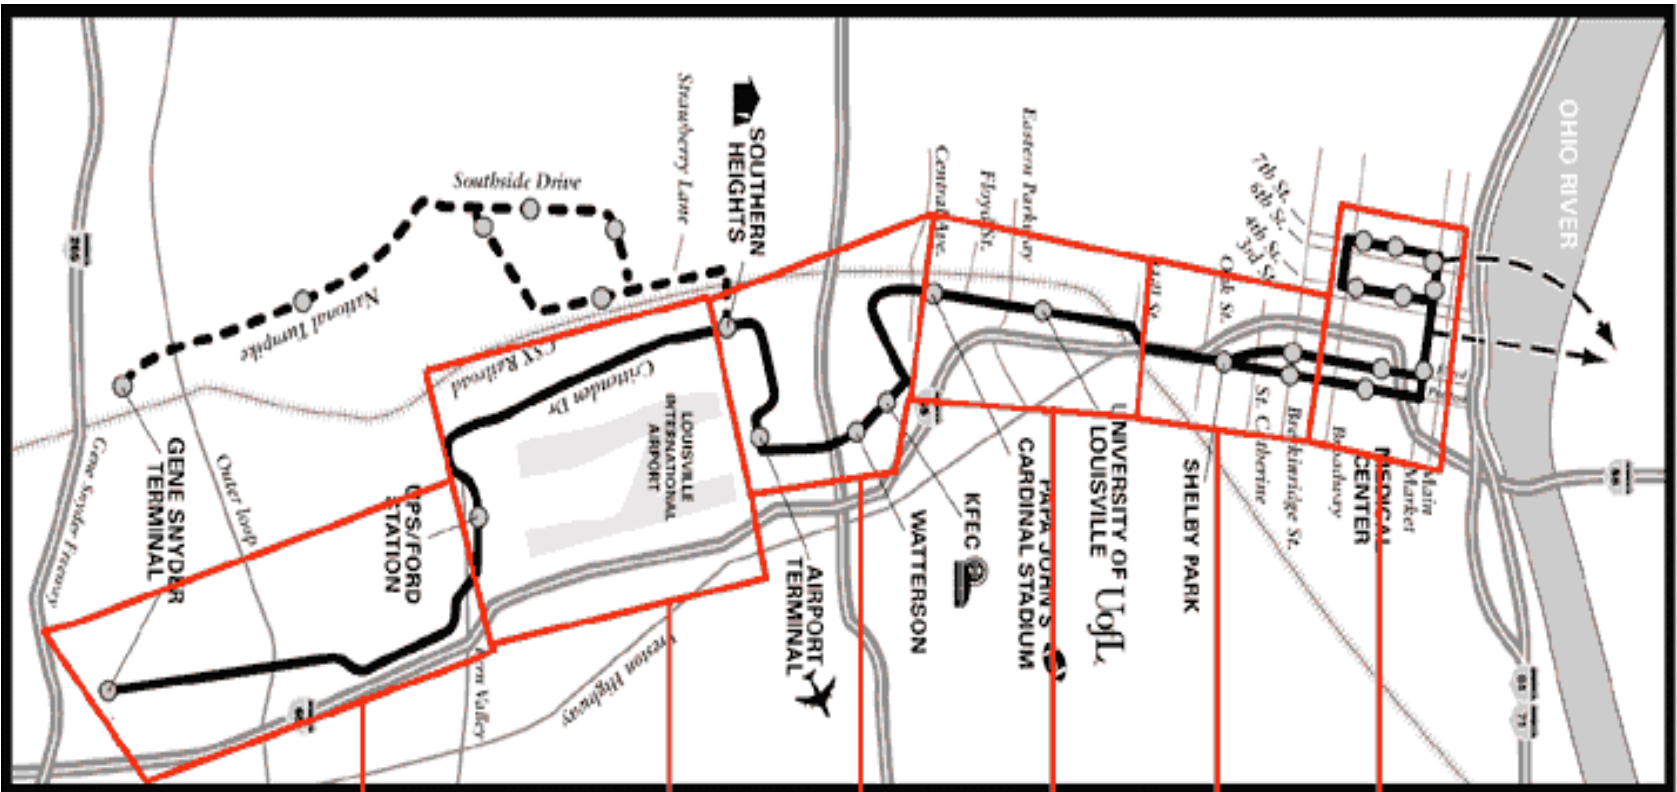 OHIO RIVER
SOUTHERN
HEIGHTS
Strawberry Lane
Southside Drive
Eastern Parkway
Floyd St.
Central Ave.
7th St.
6th St.
4th St.
3rd St.
Oak St.
Hill St.
National Turnpike
CSX Railroad
Crittenden Dr
LOUISVILLE
INTERNATIONAL
AIRPORT
265
Gene Snyder Freeway
GENE SNYDER
TERMINAL
Outer loop
UPS/FORD
STATION
AIRPORT
TERMINAL
WATTERSON
KFEC
PAPA JOHN'S
CARDINAL STADIUM
UNIVERSITY OF
LOUISVILLE
UofL
SHELBY PARK
St. Catherine
Breckinridge St.
Broadway
MEDICAL
CENTER
Market
Main
Preston Highway
Fern Valley
65
71